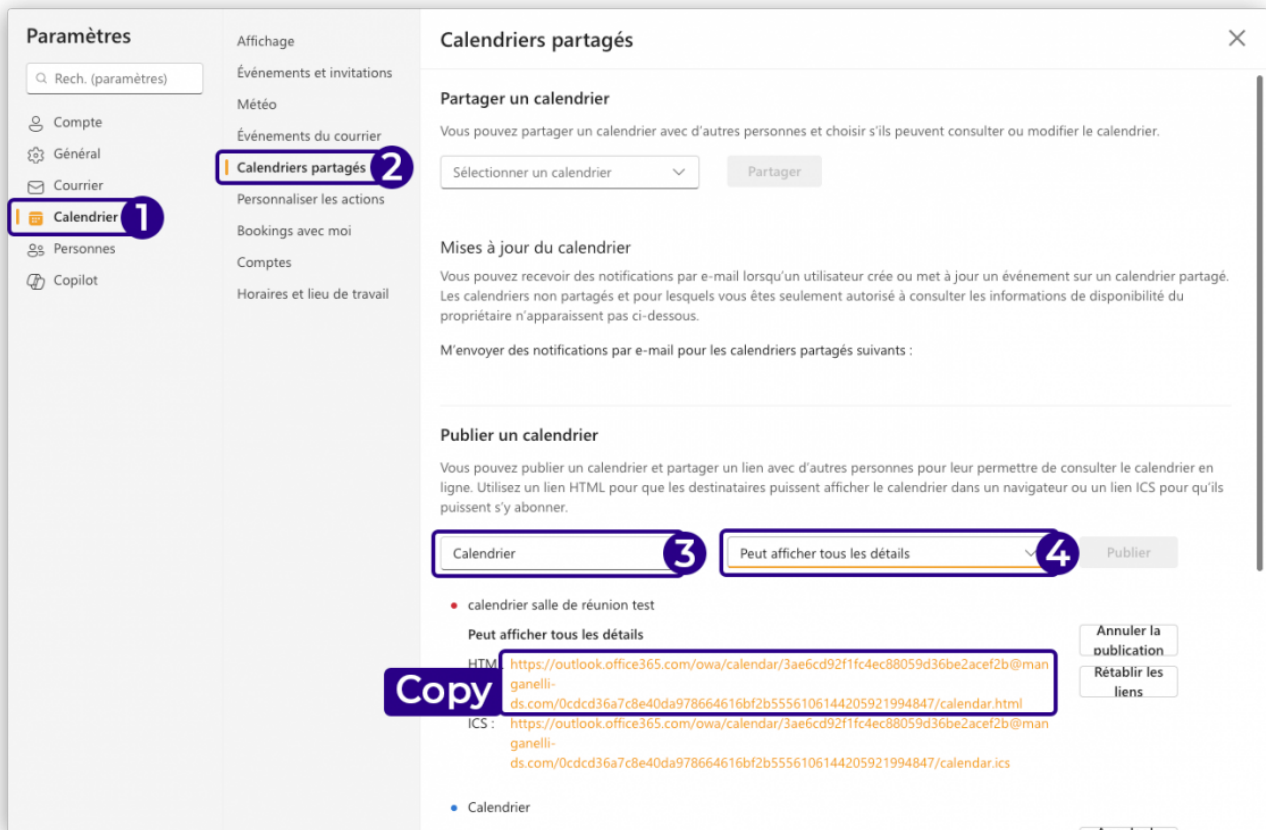 Paramètres
Rech. (paramètres)
Compte
Général
Courrier
Calendrier
1
Personnes
Copilot
Affichage
Événements et invitations
Météo
Événements du courrier
Calendriers partagés
2
Personnaliser les actions
Bookings avec moi
Comptes
Horaires et lieu de travail
Calendriers partagés
Partager un calendrier
Vous pouvez partager un calendrier avec d'autres personnes et choisir s'ils peuvent consulter ou modifier le calendrier.
Sélectionner un calendrier
Partager
Mises à jour du calendrier
Vous pouvez recevoir des notifications par e-mail lorsqu'un utilisateur crée ou met à jour un événement sur un calendrier partagé.
Les calendriers non partagés et pour lesquels vous êtes seulement autorisé à consulter les informations de disponibilité du
propriétaire n'apparaissent pas ci-dessous.
M'envoyer des notifications par e-mail pour les calendriers partagés suivants :
Publier un calendrier
Vous pouvez publier un calendrier et partager un lien avec d'autres personnes pour leur permettre de consulter le calendrier en
ligne. Utilisez un lien HTML pour que les destinataires puissent afficher le calendrier dans un navigateur ou un lien ICS pour qu'ils
puissent s'y abonner.
Calendrier
3
Peut afficher tous les détails
4
Publier
calendrier salle de réunion test
Peut afficher tous les détails
Annuler la
publication
HTM
https://outlook.office365.com/owa/calendar/3ae6cd92f1fc4ec88059d36be2acef2b@man
ganelli-
ds.com/0cdcd36a7c8e40da978664616bf2b5556106144205921994847/calendar.html
Copy
Rétablir les
liens
ICS : https://outlook.office365.com/owa/calendar/3ae6cd92f1fc4ec88059d36be2acef2b@man
ganelli-
ds.com/0cdcd36a7c8e40da978664616bf2b5556106144205921994847/calendar.ics
Calendrier